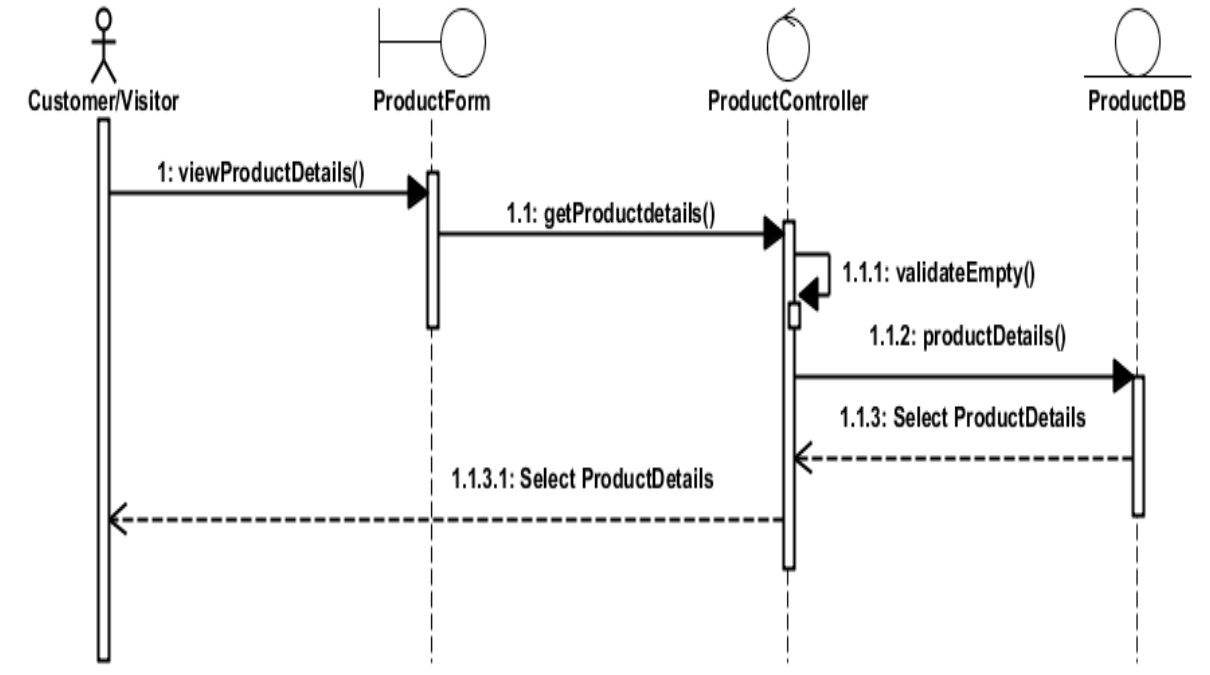 Customer/Visitor
ProductForm
ProductController
ProductDB
1: viewProductDetails()
1.1: getProductdetails()
1.1.1: validateEmpty()
1.1.2: productDetails()
1.1.3: Select ProductDetails
1.1.3.1: Select ProductDetails